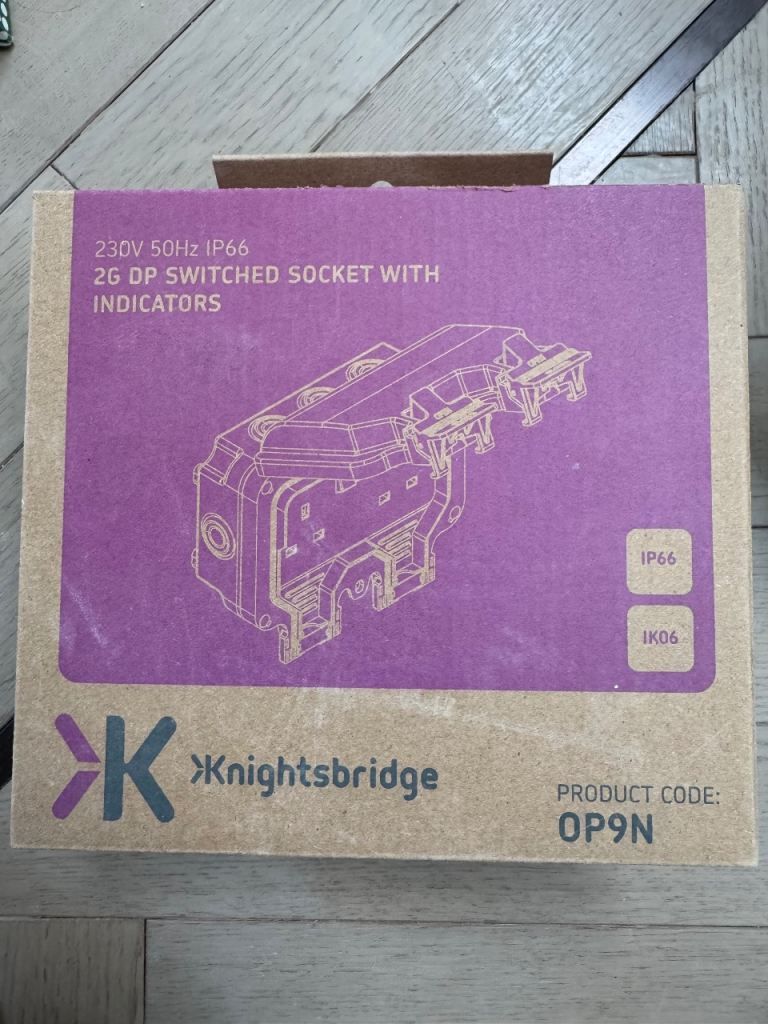 230V 50Hz IP66
2G DP SWITCHED SOCKET WITH
INDICATORS
IP66
IK06
Knightsbridge
PRODUCT CODE:
OP9N